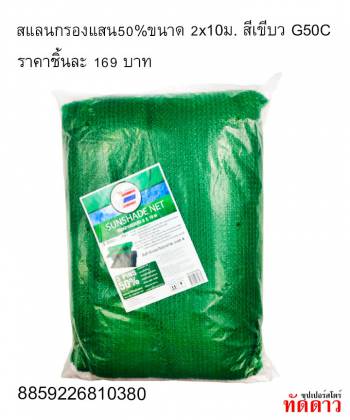 สแลนกรองแสน50%ขนาด 2x10ม. สีเขียว G50C
ราคาชิ้นละ 169 บาท
SUNSHADE NET
50%
8859226810380
ซุปเปอร์สโตร์
ทัดดาว